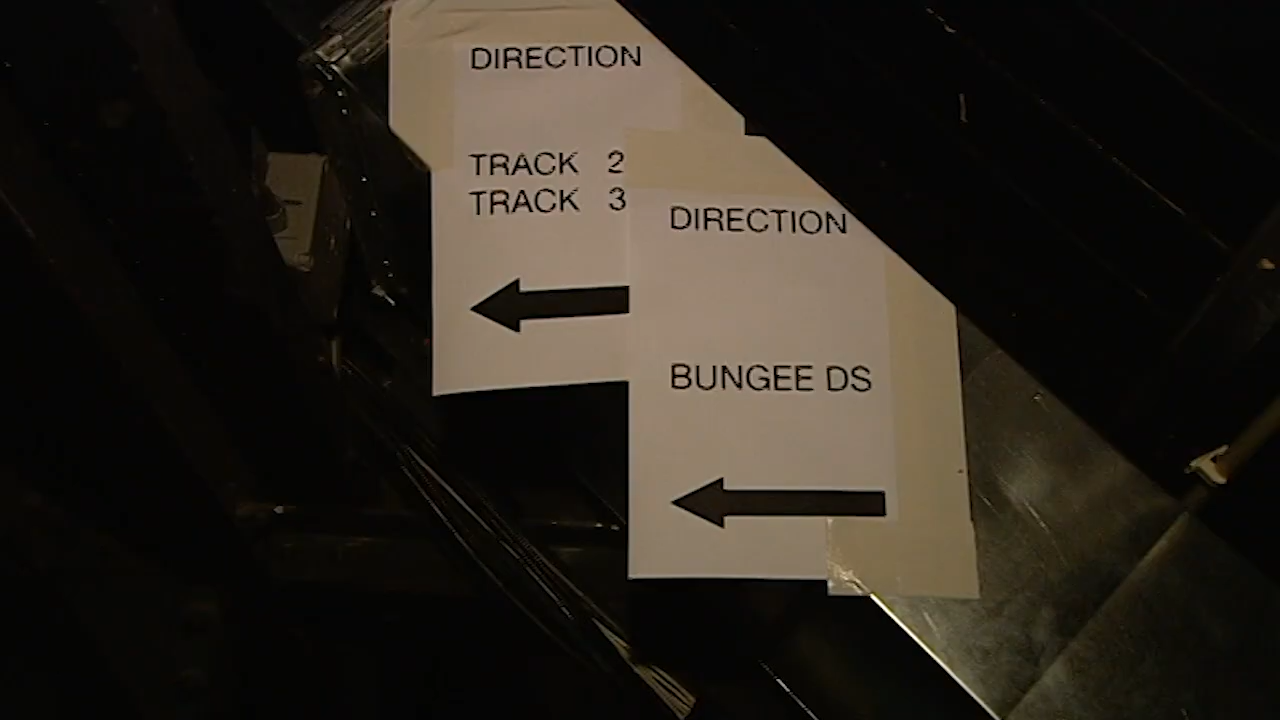 DIRECTION
TRACK 2
TRACK 3
DIRECTION
BUNGEE DS